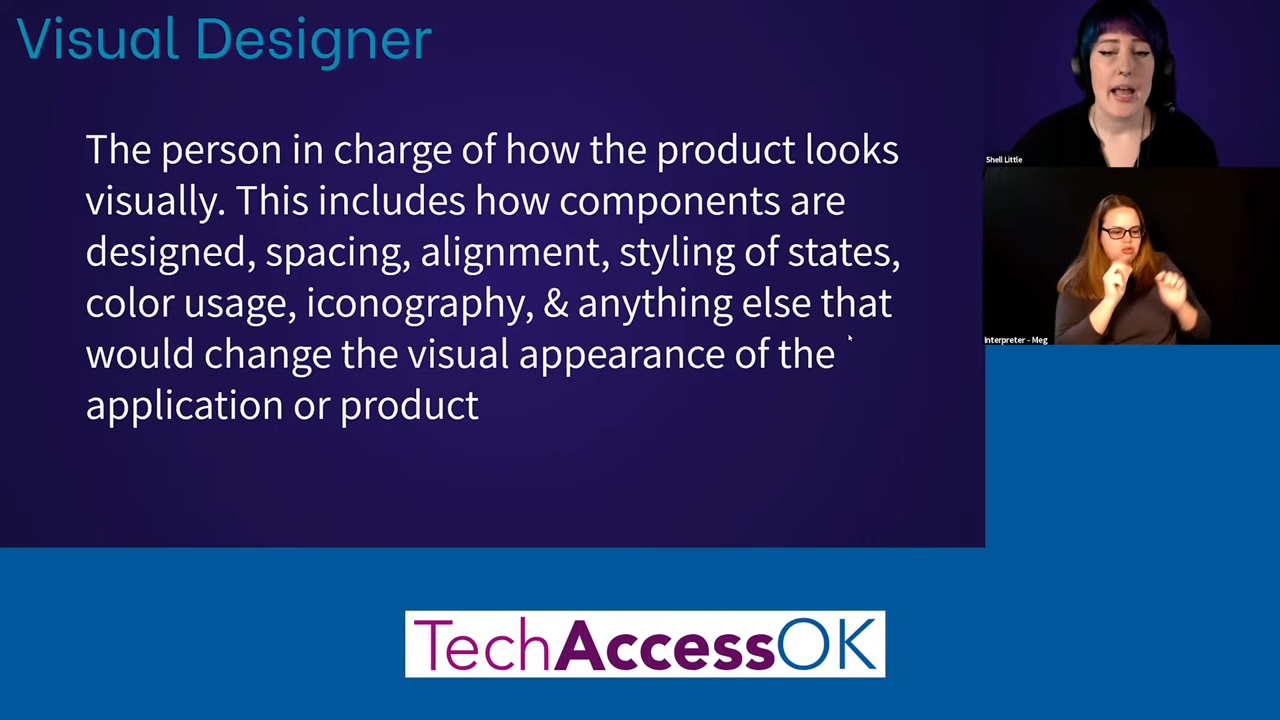 Visual Designer
The person in charge of how the product looks
visually. This includes how components are
designed, spacing, alignment, styling of states,
color usage, iconography, & anything else that
would change the visual appearance of the
application or product
Shell Little
Interpreter - Meg
TechAccessOK